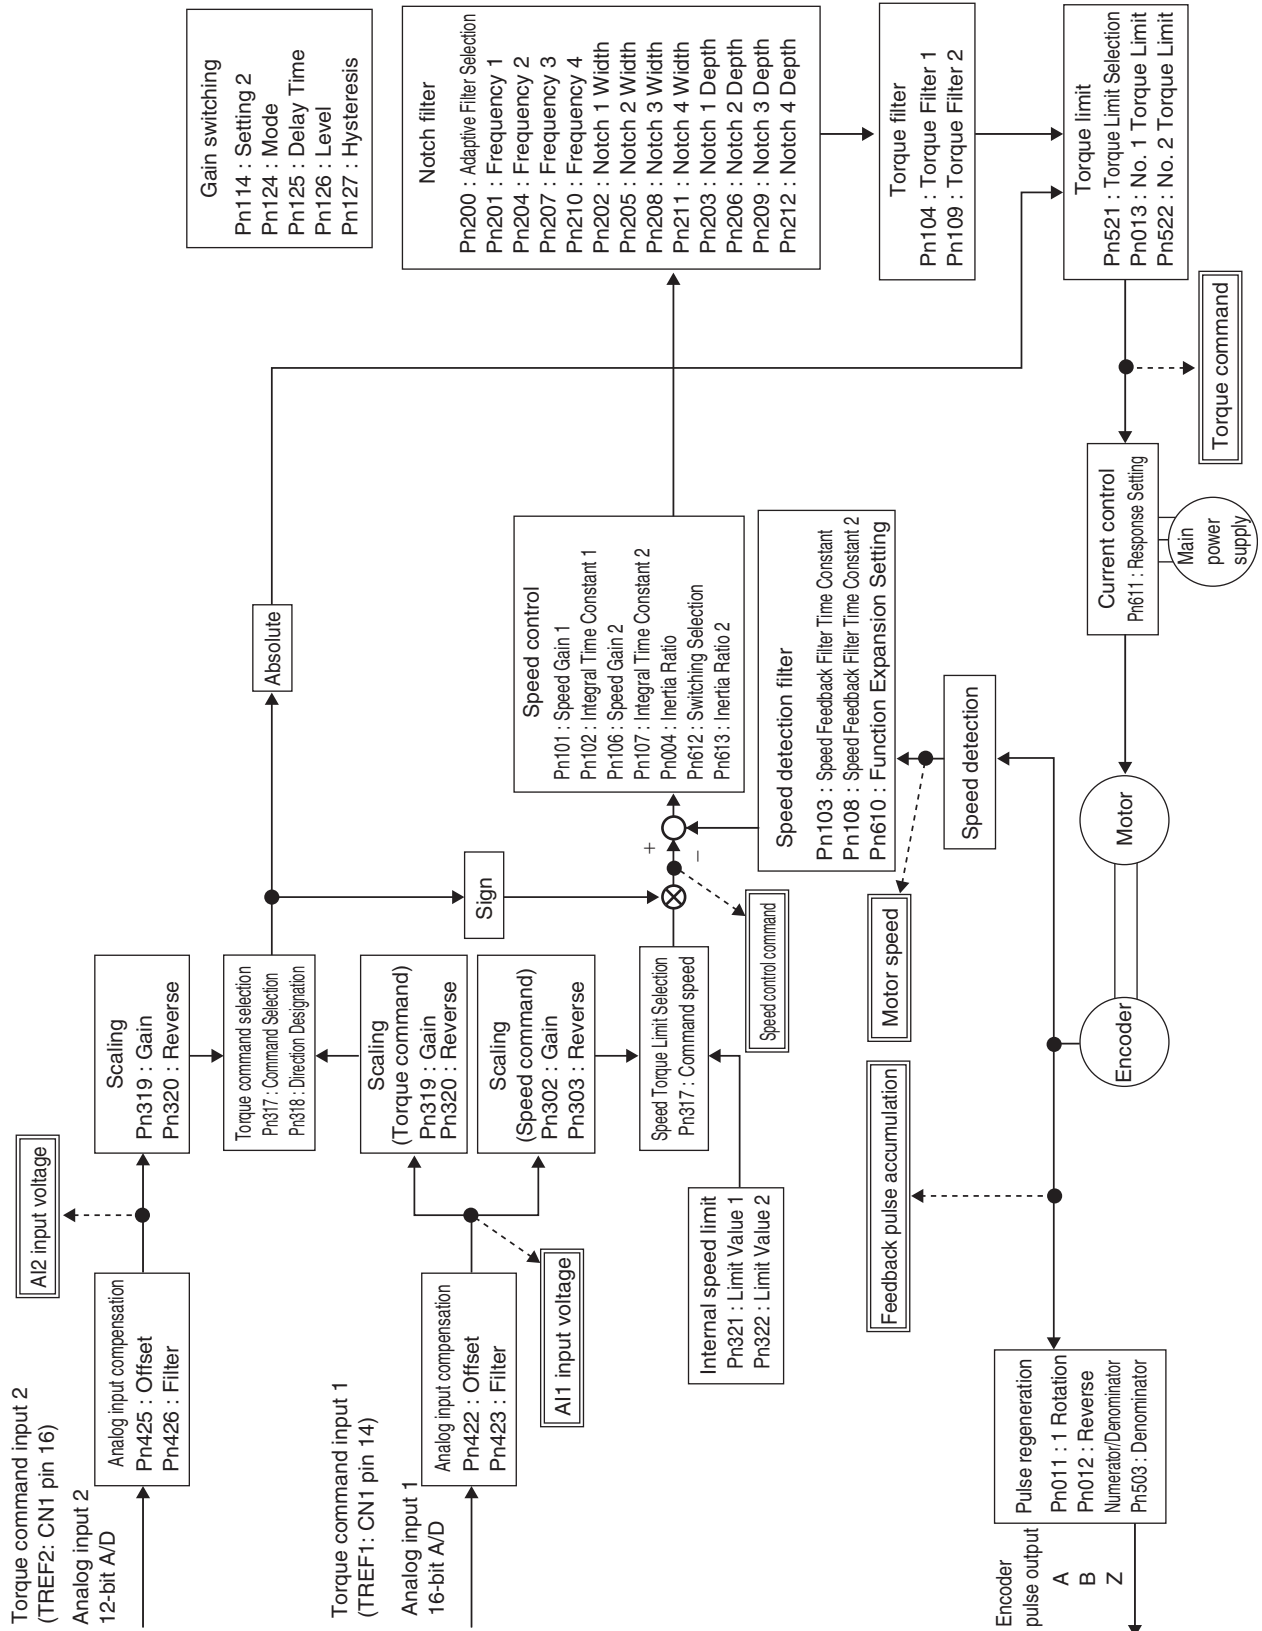 Torque command input 2
(TREF2: CN1 pin 16)
Analog input 2
12-bit A/D
Analog input compensation
Pn425 : Offset
Pn426 : Filter
AI2 input voltage
Scaling
Pn319 : Gain
Pn320 : Reverse
Torque command selection
Pn317 : Command Selection
Pn318 : Direction Designation
Absolute
Gain switching
Pn114 : Setting 2
Pn124 : Mode
Pn125 : Delay Time
Pn126 : Level
Pn127 : Hysteresis
Torque command input 1
(TREF1: CN1 pin 14)
Analog input 1
16-bit A/D
Analog input compensation
Pn422 : Offset
Pn423 : Filter
AI1 input voltage
Scaling
(Torque command)
Pn319 : Gain
Pn320 : Reverse
Scaling
(Speed command)
Pn302 : Gain
Pn303 : Reverse
Sign
Internal speed limit
Pn321 : Limit Value 1
Pn322 : Limit Value 2
Speed Torque Limit Selection
Pn317 : Command speed
Speed control command
+
−
Speed control
Pn101 : Speed Gain 1
Pn102 : Integral Time Constant 1
Pn106 : Speed Gain 2
Pn107 : Integral Time Constant 2
Pn004 : Inertia Ratio
Pn612 : Switching Selection
Pn613 : Inertia Ratio 2
Notch filter
Pn200 : Adaptive Filter Selection
Pn201 : Frequency 1
Pn204 : Frequency 2
Pn207 : Frequency 3
Pn210 : Frequency 4
Pn202 : Notch 1 Width
Pn205 : Notch 2 Width
Pn208 : Notch 3 Width
Pn211 : Notch 4 Width
Pn203 : Notch 1 Depth
Pn206 : Notch 2 Depth
Pn209 : Notch 3 Depth
Pn212 : Notch 4 Depth
Speed detection filter
Pn103 : Speed Feedback Filter Time Constant
Pn108 : Speed Feedback Filter Time Constant 2
Pn610 : Function Expansion Setting
Torque filter
Pn104 : Torque Filter 1
Pn109 : Torque Filter 2
Feedback pulse accumulation
Motor speed
Speed detection
Torque limit
Pn521 : Torque Limit Selection
Pn013 : No. 1 Torque Limit
Pn522 : No. 2 Torque Limit
Encoder
pulse output
A
B
Z
Pulse regeneration
Pn011 : 1 Rotation
Pn012 : Reverse
Numerator/Denominator
Pn503 : Denominator
Encoder
Motor
Current control
Pn611 : Response Setting
Main
power
supply
Torque command